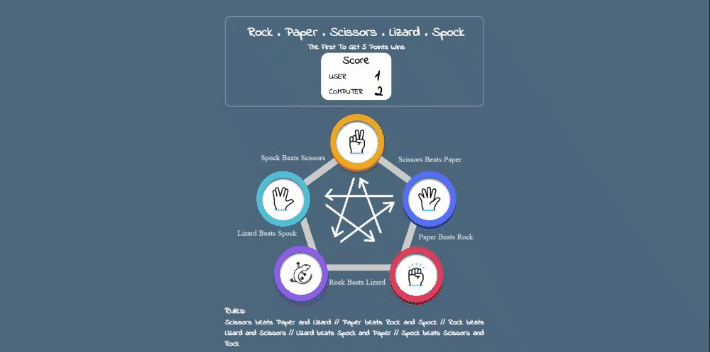 Rock . Paper . Scissors . Lizard . Spock
The First To Get 5 Points Wins
Score
USER 1
COMPUTER 2
Spock Beats Scissors
Scissors Beats Paper
Lizard Beats Spock
Paper Beats Rock
Rock Beats Lizard
Rules:
Scissors beats Paper and Lizard // Paper beats Rock and Spock // Rock beats
Lizard and Scissors // Lizard beats Spock and Paper // Spock beats Scissors and
Rock